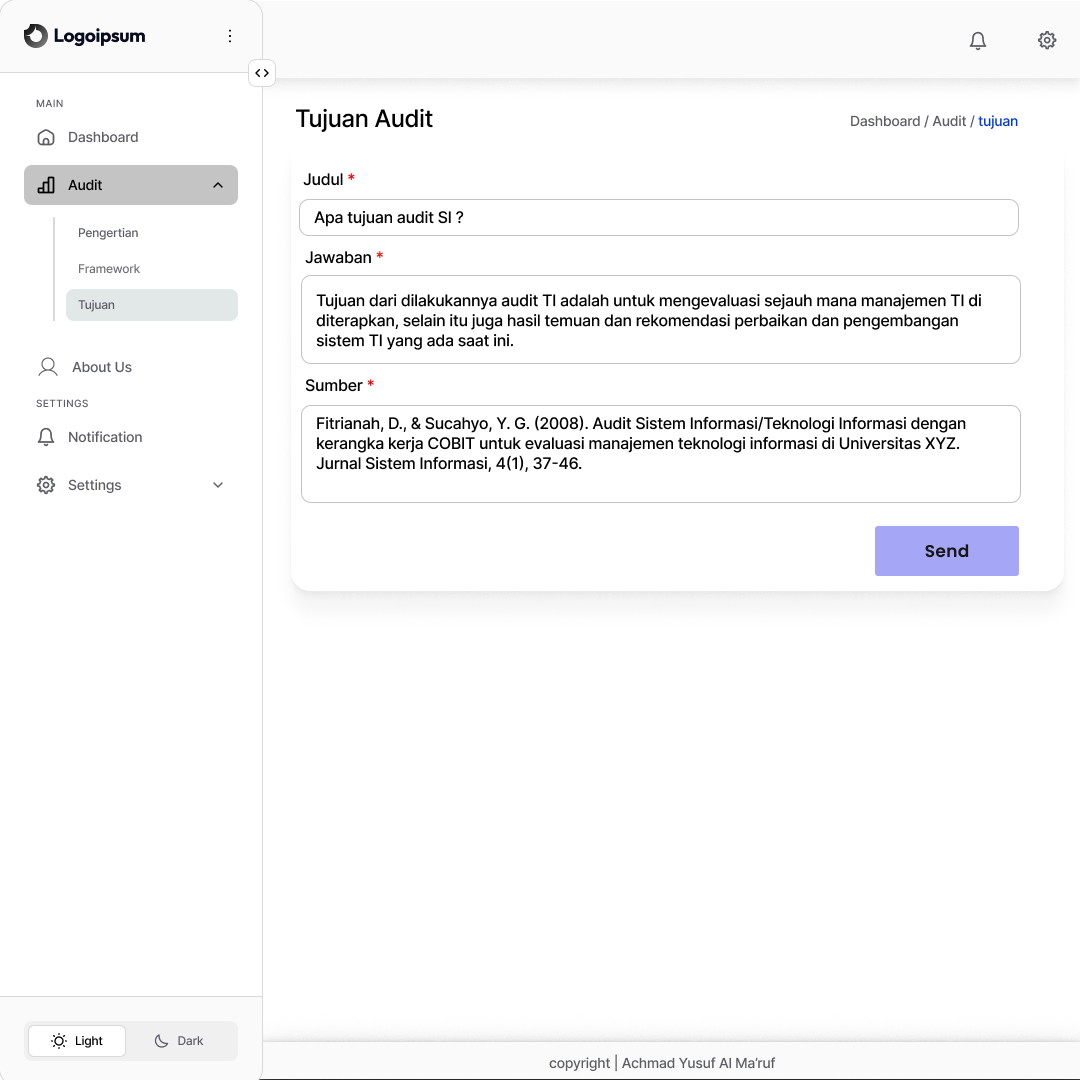 Logoipsum
MAIN
Dashboard
Audit
Pengertian
Framework
Tujuan
About Us
SETTINGS
Notification
Settings
Light
Dark
Tujuan Audit
Dashboard / Audit / tujuan
Judul *
Apa tujuan audit SI ?
Jawaban *
Tujuan dari dilakukannya audit TI adalah untuk mengevaluasi sejauh mana manajemen TI di
diterapkan, selain itu juga hasil temuan dan rekomendasi perbaikan dan pengembangan
sistem TI yang ada saat ini.
Sumber *
Fitrianah, D., & Sucahyo, Y. G. (2008). Audit Sistem Informasi/Teknologi Informasi dengan
kerangka kerja COBIT untuk evaluasi manajemen teknologi informasi di Universitas XYZ.
Jurnal Sistem Informasi, 4(1), 37-46.
Send
copyright | Achmad Yusuf Al Ma'ruf